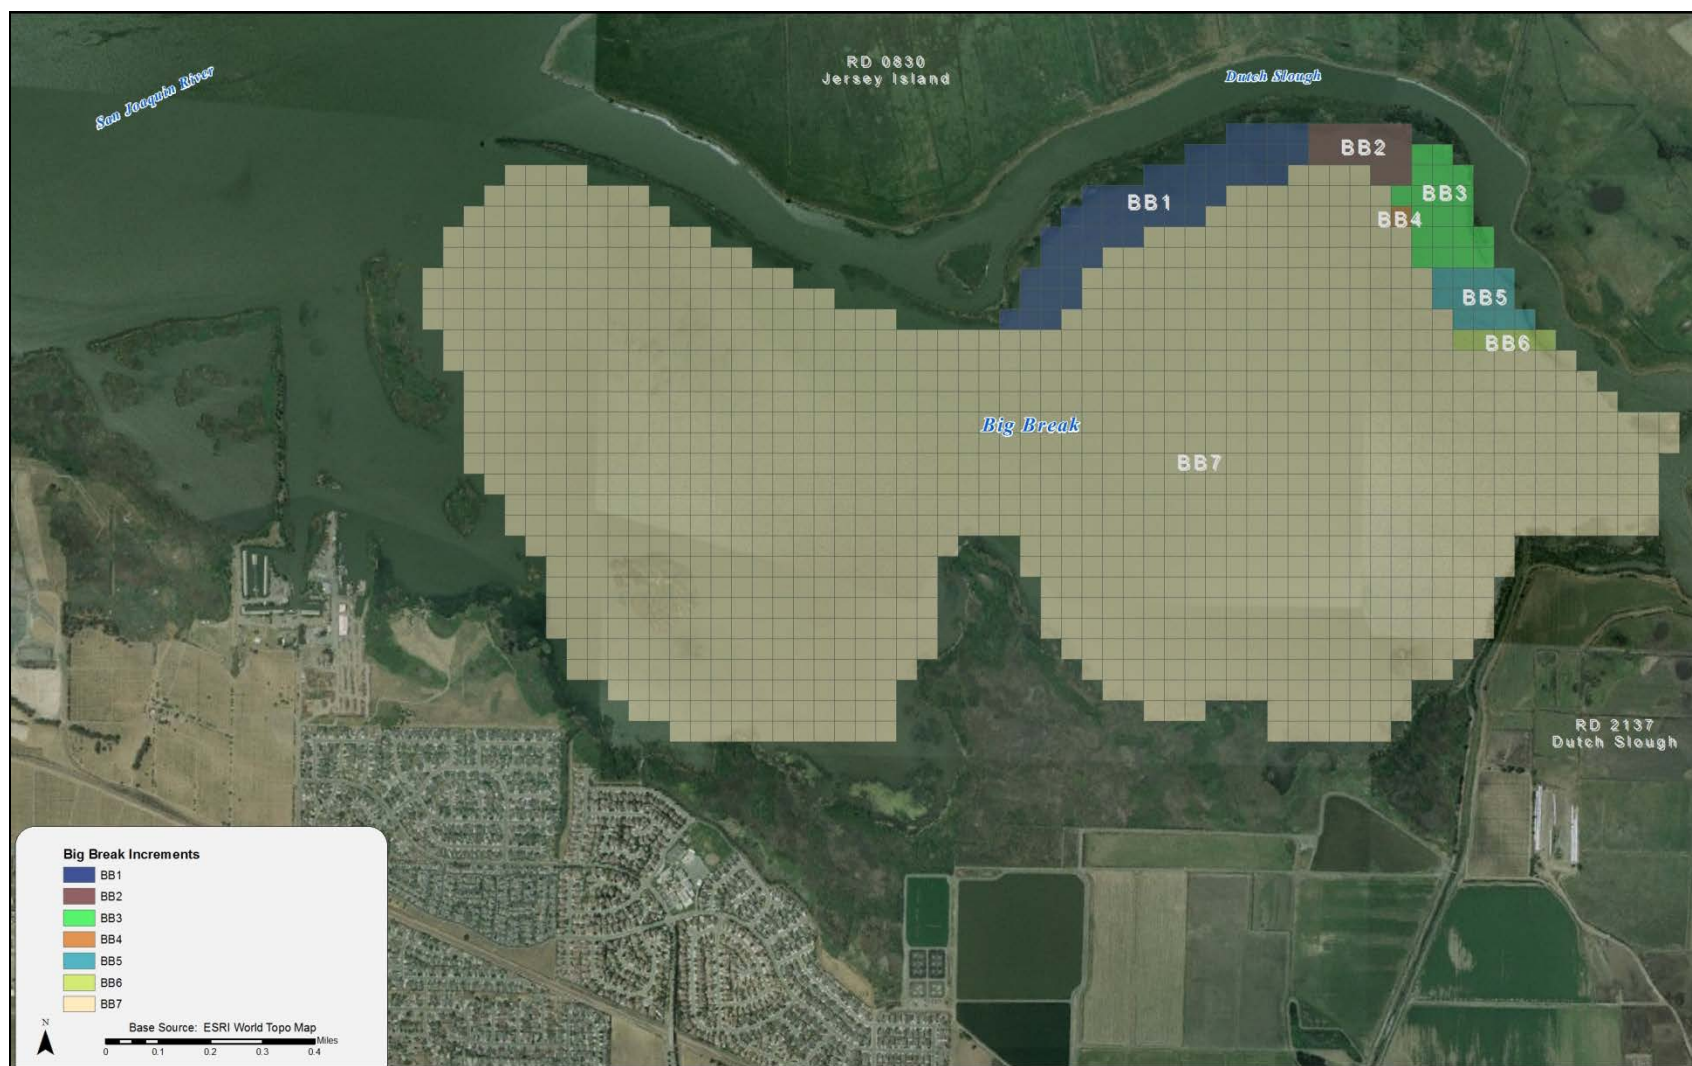 San Joaquin River
RD 0830
Jersey Island
Dutch Slough
BB2
BB1
BB3
BB4
BB5
BB6
Big Break
BB7
RD 2137
Dutch Slough
Big Break Increments
BB1
BB2
BB3
BB4
BB5
BB6
BB7
N
Base Source: ESRI World Topo Map
Miles
0 0.1 0.2 0.3 0.4